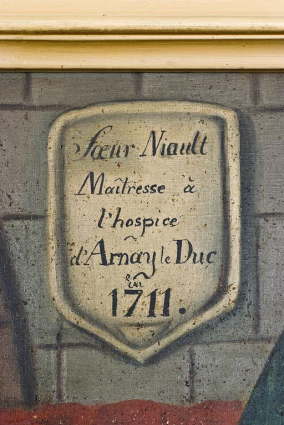 Sœur Niault
Maîtresse à
l'hospice
d'Arnay le Duc
en
1711.